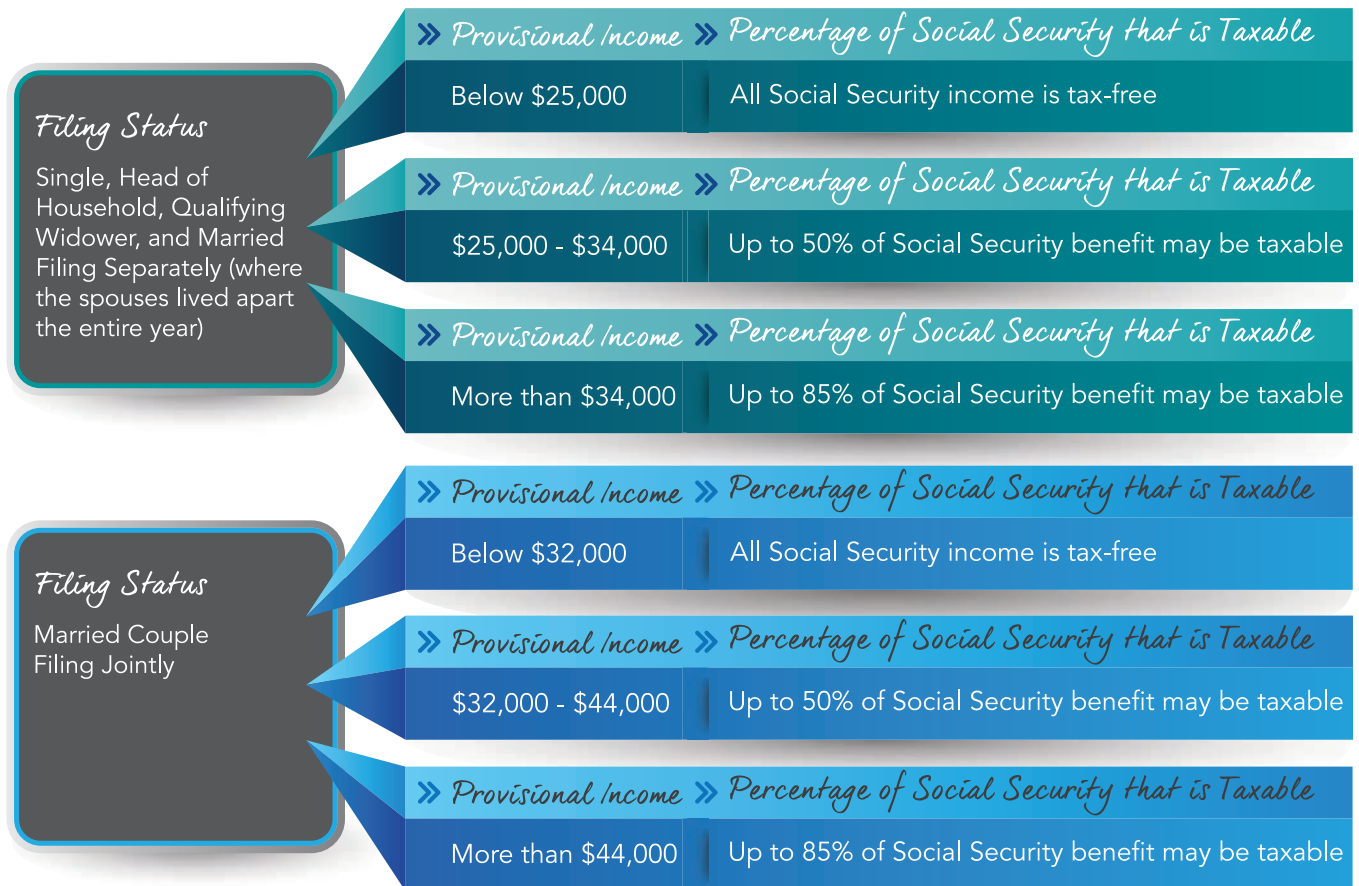 Filing Status
Single, Head of
Household, Qualifying
Widower, and Married
Filing Separately (where
the spouses lived apart
the entire year)
Provisional Income Percentage of Social Security that is Taxable
Below $25,000 All Social Security income is tax-free
Provisional Income Percentage of Social Security that is Taxable
$25,000 - $34,000 Up to 50% of Social Security benefit may be taxable
Provisional Income Percentage of Social Security that is Taxable
More than $34,000 Up to 85% of Social Security benefit may be taxable
Filing Status
Married Couple
Filing Jointly
Provisional Income Percentage of Social Security that is Taxable
Below $32,000 All Social Security income is tax-free
Provisional Income Percentage of Social Security that is Taxable
$32,000 - $44,000 Up to 50% of Social Security benefit may be taxable
Provisional Income Percentage of Social Security that is Taxable
More than $44,000 Up to 85% of Social Security benefit may be taxable